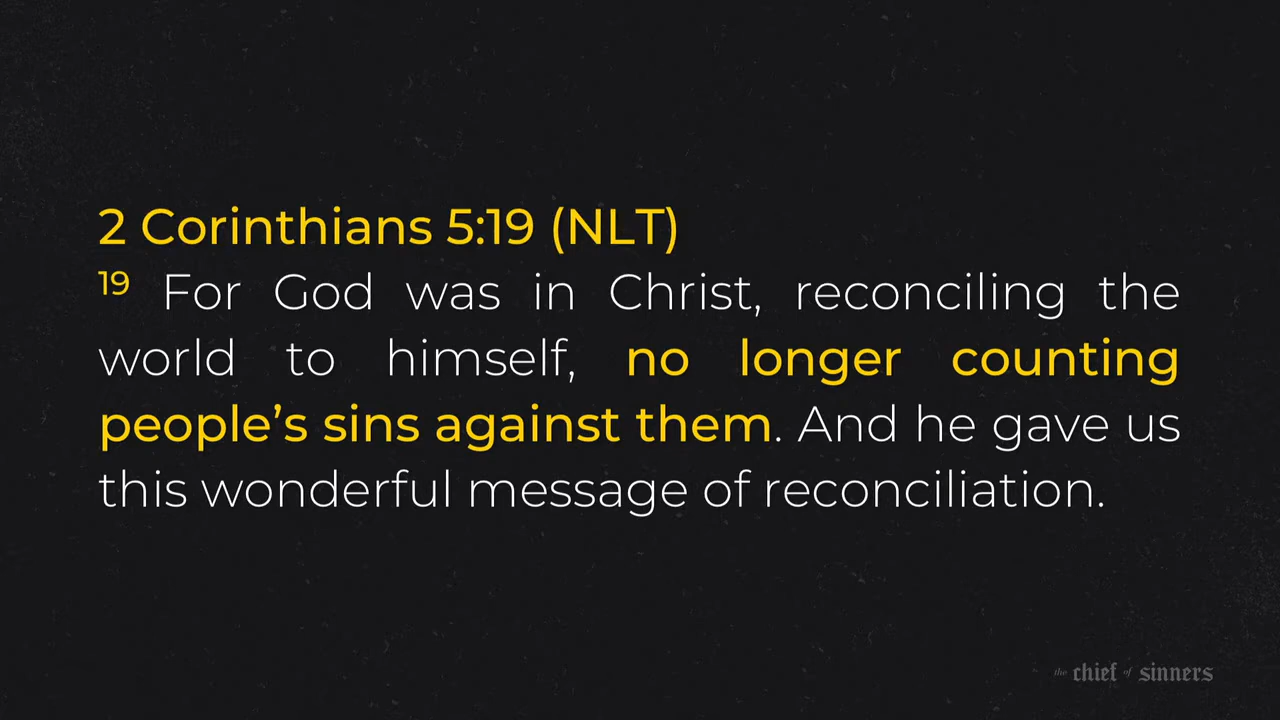 2 Corinthians 5:19 (NLT)
19 For God was in Christ, reconciling the
world to himself, no longer counting
people’s sins against them. And he gave us
this wonderful message of reconciliation.
the chief of sinners